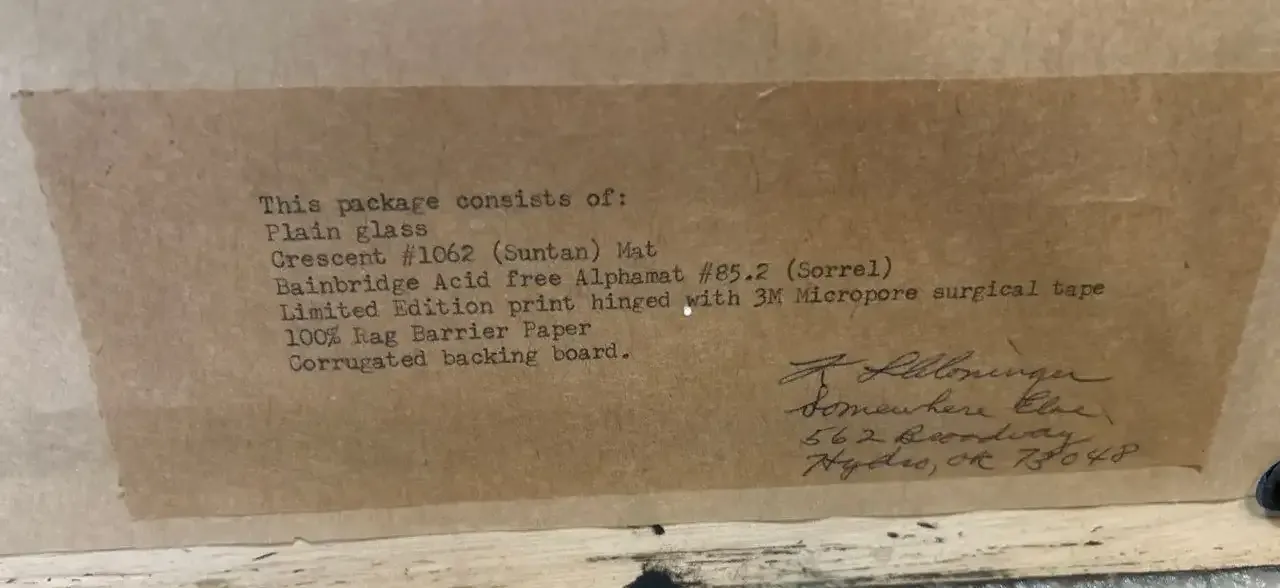 This package consists of:
Plain glass
Crescent #1062 (Suntan) Mat
Bainbridge Acid free Alphamat #85.2 (Sorrel)
Limited Edition print hinged with 3M Micropore surgical tape
100% Rag Barrier Paper
Corrugated backing board.
Somewhere Else
562 Broadway
Hydro, OK 73048